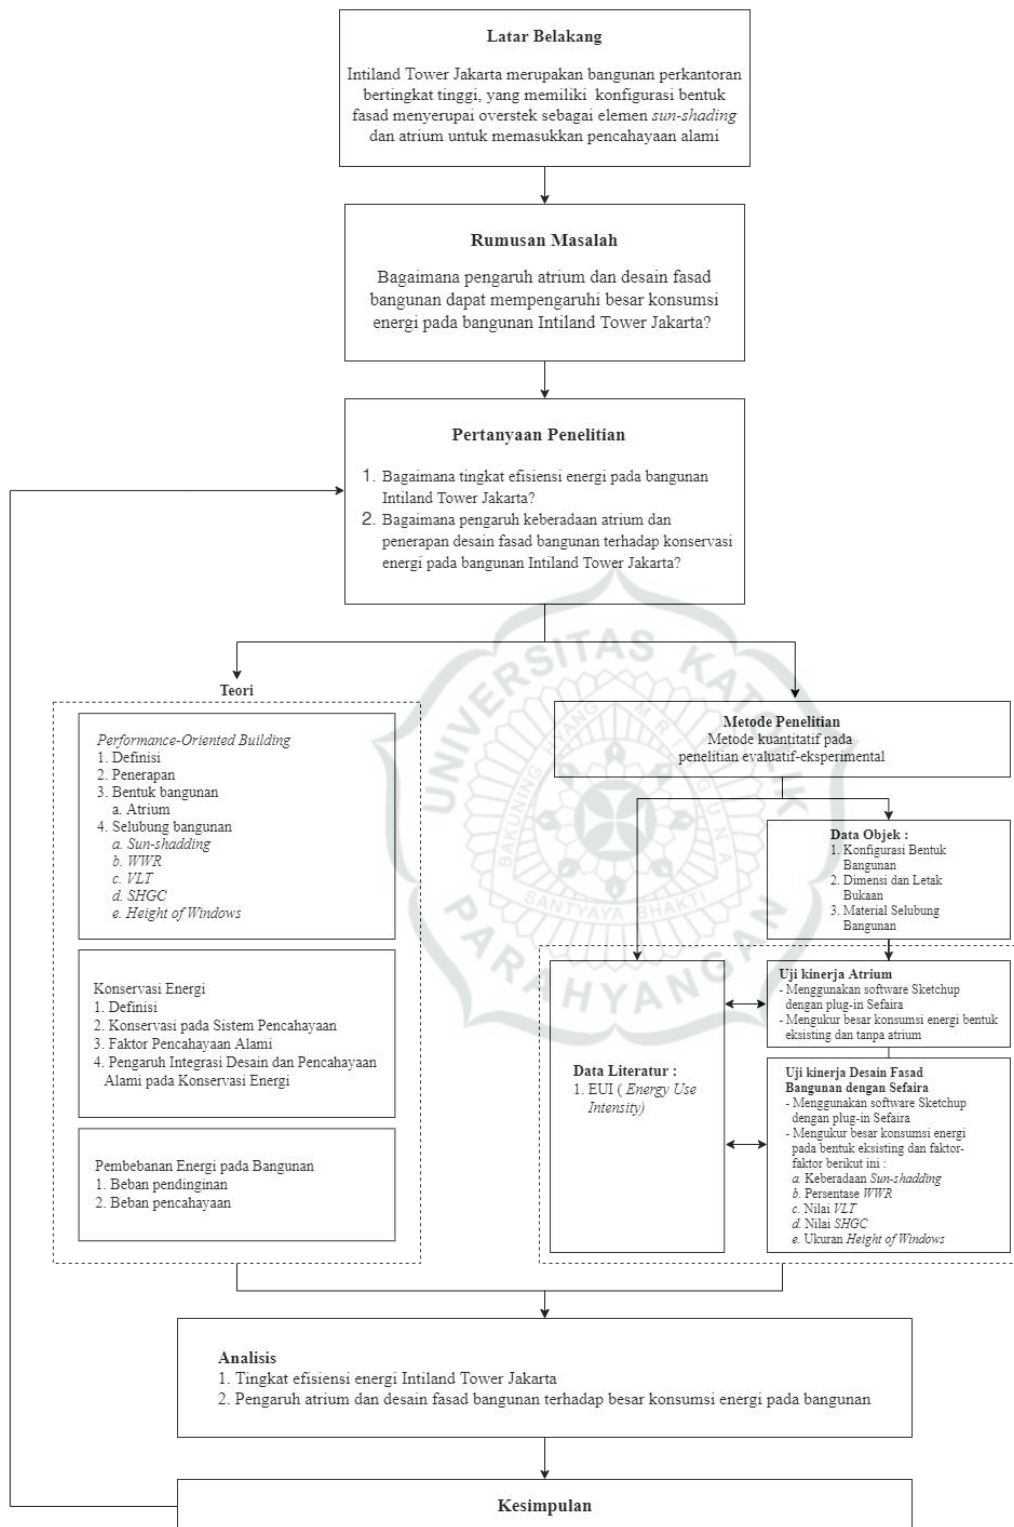 Latar Belakang
Intiland Tower Jakarta merupakan bangunan perkantoran
bertingkat tinggi, yang memiliki konfigurasi bentuk
fasad menyerupai overstek sebagai elemen sun-shading
dan atrium untuk memasukkan pencahayaan alami
Rumusan Masalah
Bagaimana pengaruh atrium dan desain fasad
bangunan dapat mempengaruhi besar konsumsi
energi pada bangunan Intiland Tower Jakarta?
Pertanyaan Penelitian
1. Bagaimana tingkat efisiensi energi pada bangunan
Intiland Tower Jakarta?
2. Bagaimana pengaruh keberadaan atrium dan
penerapan desain fasad bangunan terhadap konservasi
energi pada bangunan Intiland Tower Jakarta?
Teori
Performance-Oriented Building
1. Definisi
2. Penerapan
3. Bentuk bangunan
a. Atrium
4. Selubung bangunan
a. Sun-shadding
b. WWR
c. VLT
d. SHGC
e. Height of Windows
Konservasi Energi
1. Definisi
2. Konservasi pada Sistem Pencahayaan
3. Faktor Pencahayaan Alami
4. Pengaruh Integrasi Desain dan Pencahayaan
Alami pada Konservasi Energi
Pembebanan Energi pada Bangunan
1. Beban pendinginan
2. Beban pencahayaan
Metode Penelitian
Metode kuantitatif pada
penelitian evaluatif-eksperimental
Data Objek :
1. Konfigurasi Bentuk
Bangunan
2. Dimensi dan Letak
Bukaan
3. Material Selubung
Bangunan
Data Literatur :
1. EUI ( Energy Use
Intensity)
Uji kinerja Atrium
- Menggunakan software Sketchup
dengan plug-in Sefaira
- Mengukur besar konsumsi energi bentuk
eksisting dan tanpa atrium
Uji kinerja Desain Fasad
Bangunan dengan Sefaira
- Menggunakan software Sketchup
dengan plug-in Sefaira
- Mengukur besar konsumsi energi
pada bentuk eksisting dan faktor-
faktor berikut ini :
a. Keberadaan Sun-shadding
b. Persentase WWR
c. Nilai VLT
d. Nilai SHGC
e. Ukuran Height of Windows
Analisis
1. Tingkat efisiensi energi Intiland Tower Jakarta
2. Pengaruh atrium dan desain fasad bangunan terhadap besar konsumsi energi pada bangunan
Kesimpulan
UNIVERSITAS KATOLIK
PARAHYANGAN
BAKUNING HYANG MRIH GUNA
SANTYAYA BHAKTI